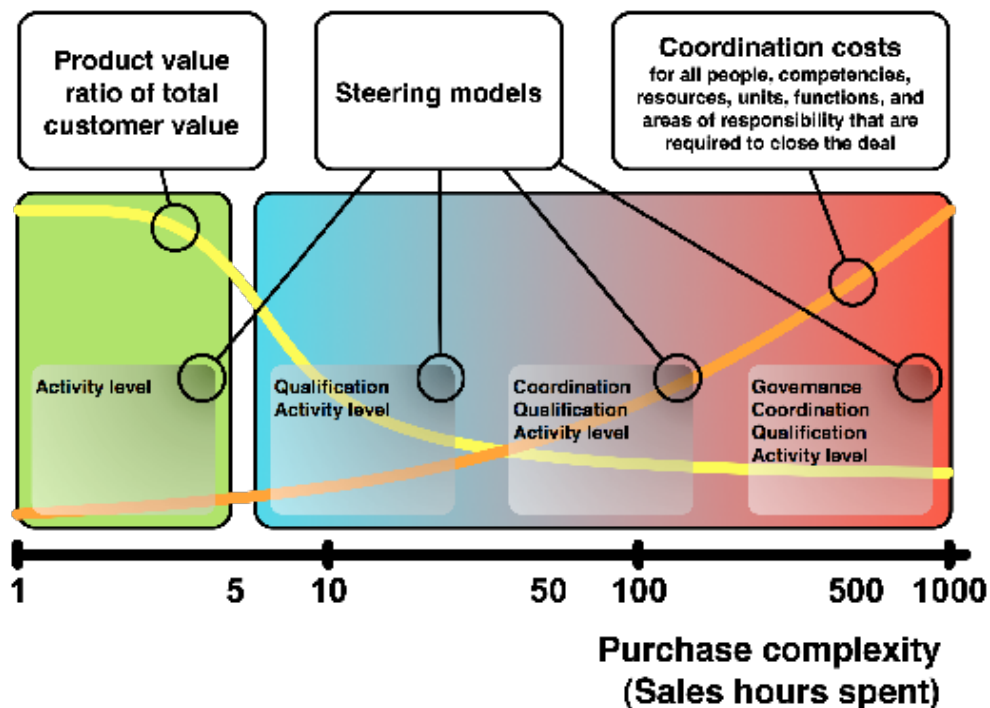 Product value
ratio of total
customer value
Steering models
Coordination costs
for all people, competencies,
resources, units, functions, and
areas of responsibility that are
required to close the deal
Activity level
Qualification
Activity level
Coordination
Qualification
Activity level
Governance
Coordination
Qualification
Activity level
1 5 10 50 100 500 1000
Purchase complexity
(Sales hours spent)